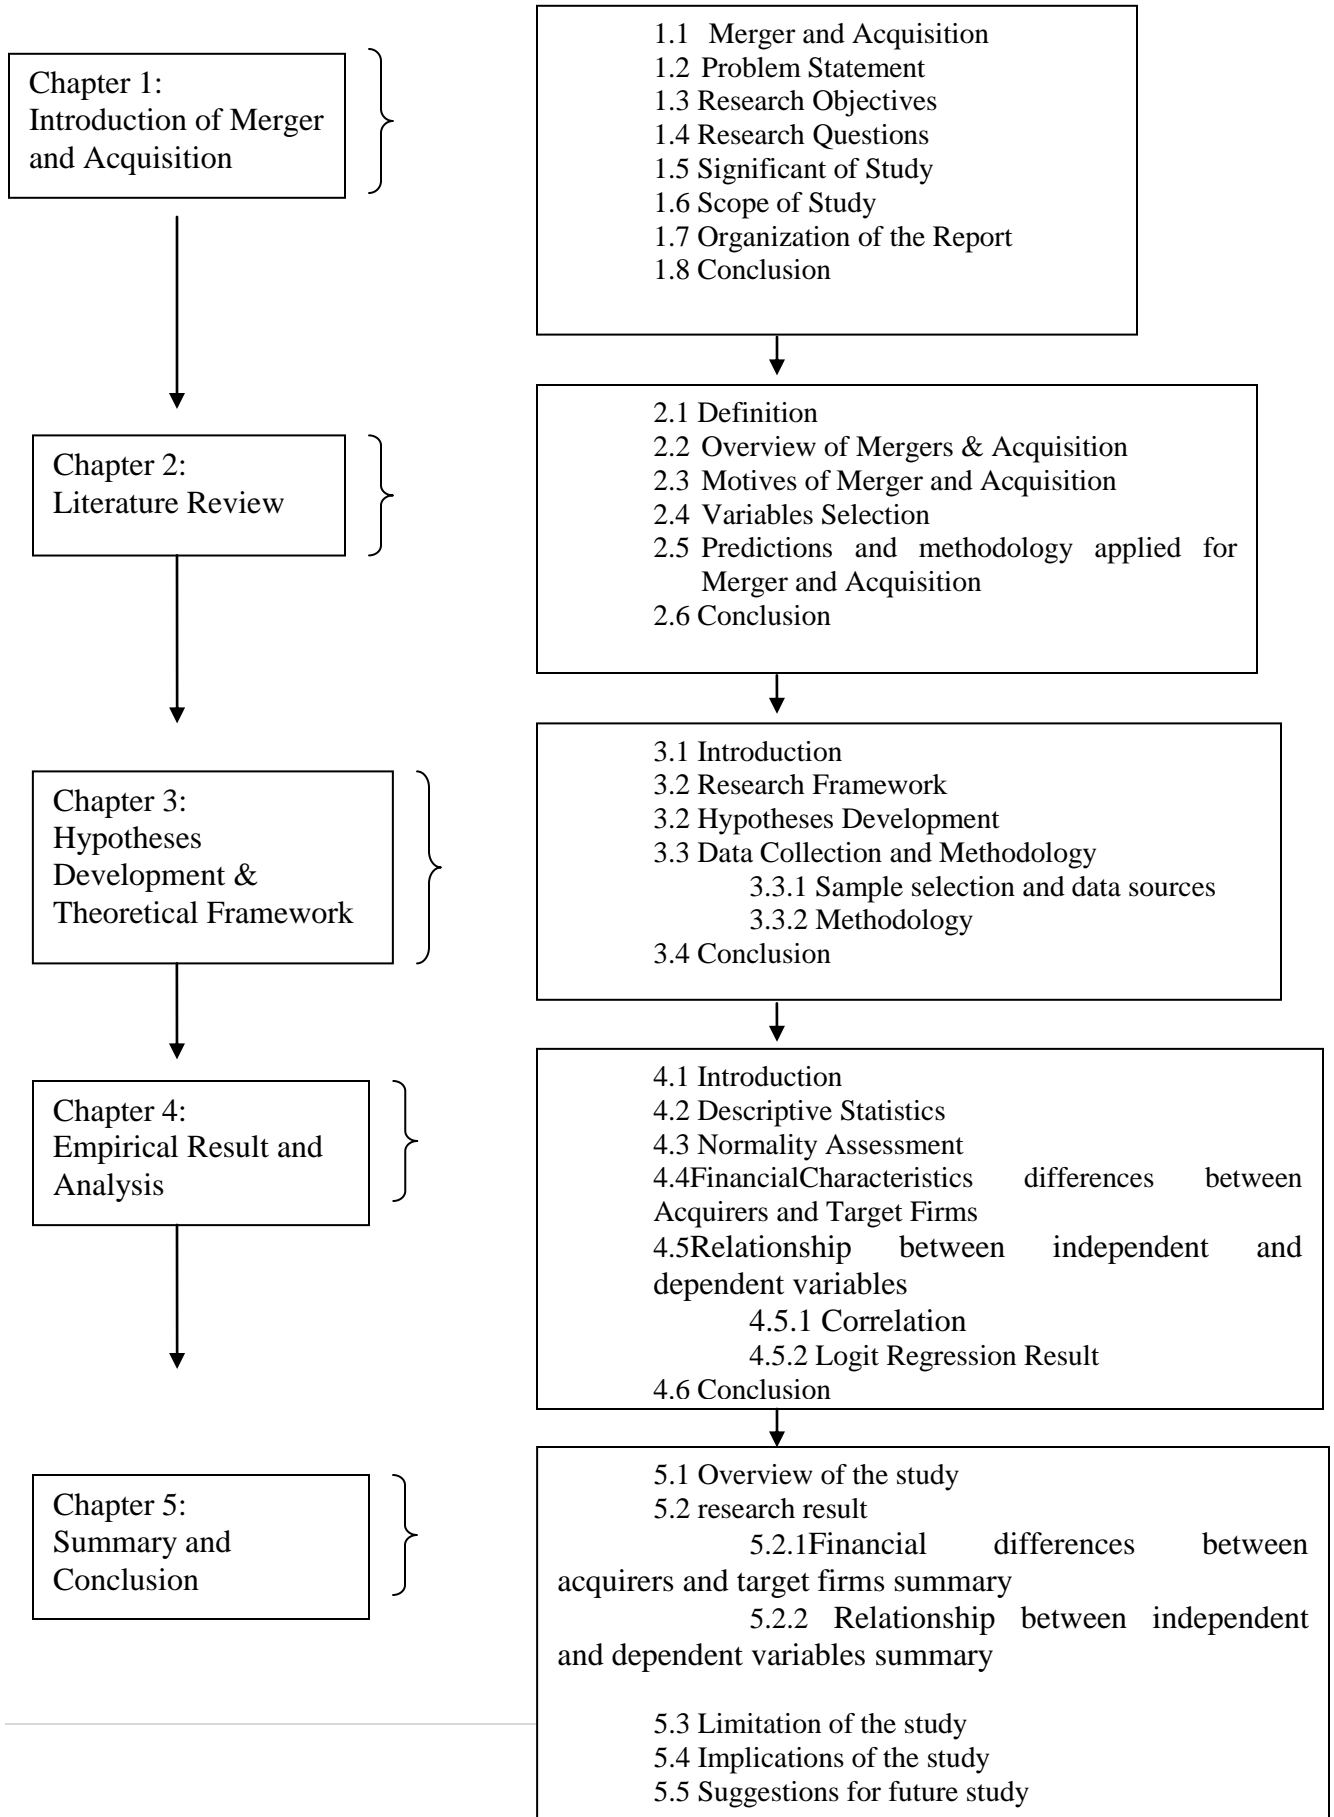 Chapter 1:
Introduction of Merger
and Acquisition
1.1 Merger and Acquisition
1.2 Problem Statement
1.3 Research Objectives
1.4 Research Questions
1.5 Significant of Study
1.6 Scope of Study
1.7 Organization of the Report
1.8 Conclusion
Chapter 2:
Literature Review
2.1 Definition
2.2 Overview of Mergers & Acquisition
2.3 Motives of Merger and Acquisition
2.4 Variables Selection
2.5 Predictions and methodology applied for
Merger and Acquisition
2.6 Conclusion
Chapter 3:
Hypotheses
Development &
Theoretical Framework
3.1 Introduction
3.2 Research Framework
3.2 Hypotheses Development
3.3 Data Collection and Methodology
3.3.1 Sample selection and data sources
3.3.2 Methodology
3.4 Conclusion
Chapter 4:
Empirical Result and
Analysis
4.1 Introduction
4.2 Descriptive Statistics
4.3 Normality Assessment
4.4FinancialCharacteristics differences between
Acquirers and Target Firms
4.5Relationship between independent and
dependent variables
4.5.1 Correlation
4.5.2 Logit Regression Result
4.6 Conclusion
Chapter 5:
Summary and
Conclusion
5.1 Overview of the study
5.2 research result
5.2.1Financial differences between
acquirers and target firms summary
5.2.2 Relationship between independent
and dependent variables summary
5.3 Limitation of the study
5.4 Implications of the study
5.5 Suggestions for future study